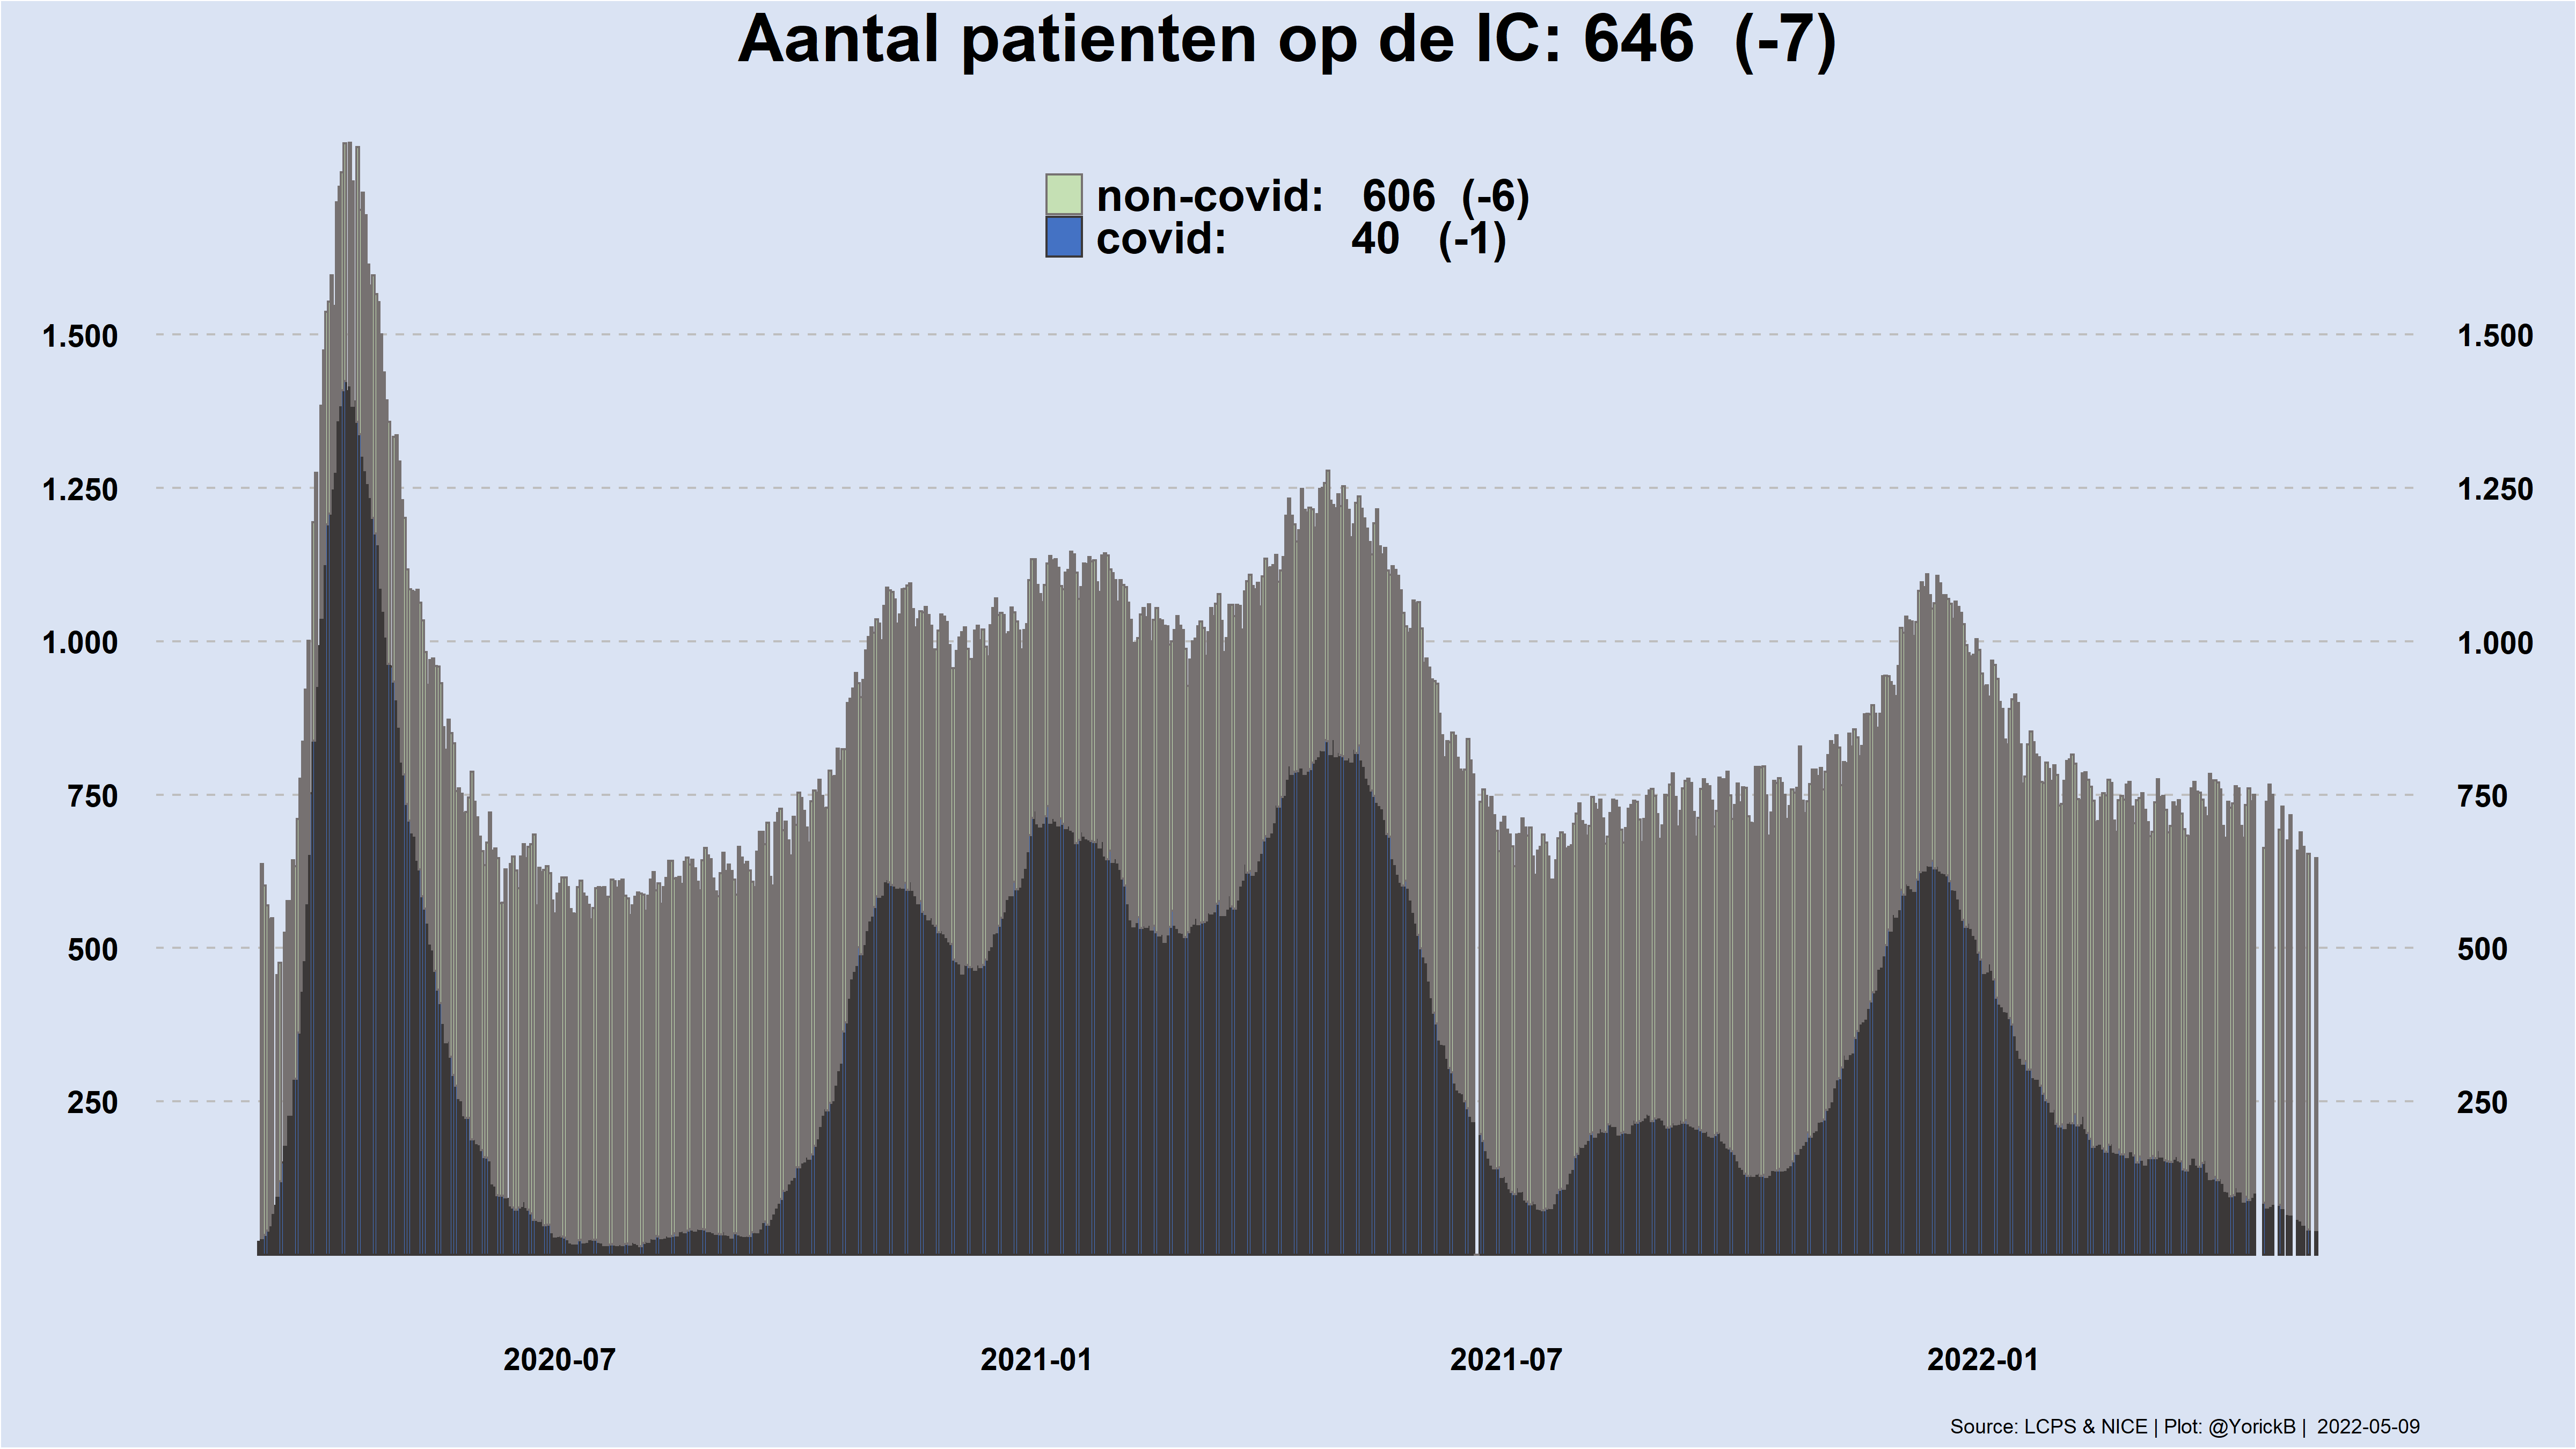 Aantal patienten op de IC: 646 (-7)
non-covid: 606 (-6)
covid: 40 (-1)
1.500 1.500
1.250 1.250
1.000 1.000
750 750
500 500
250 250
2020-07 2021-01 2021-07 2022-01
Source: LCPS & NICE | Plot: @YorickB | 2022-05-09